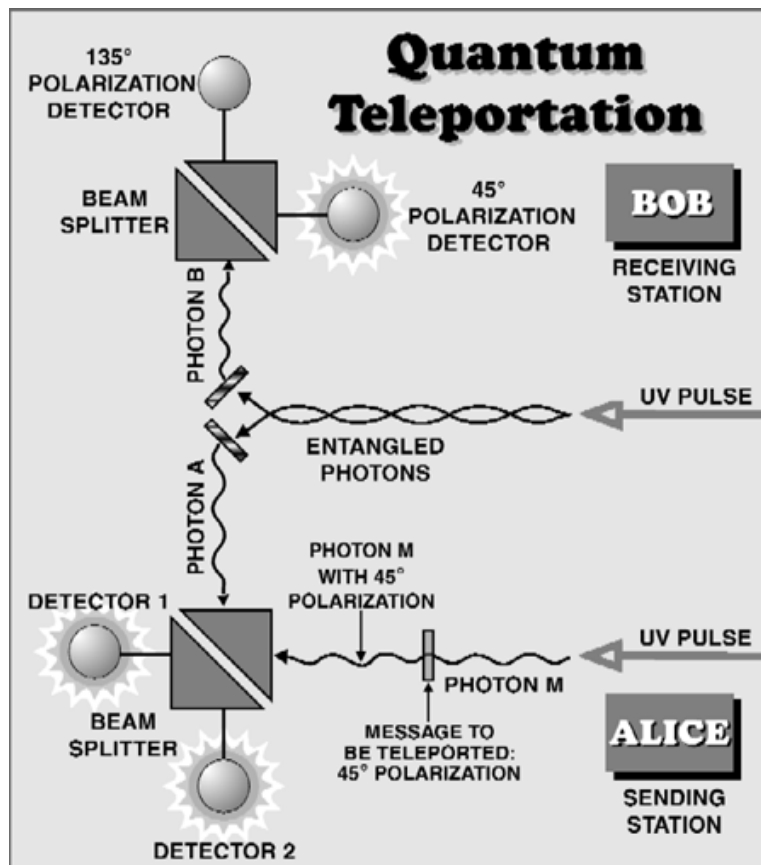 Quantum
Teleportation
135°
POLARIZATION
DETECTOR
BEAM
SPLITTER
45°
POLARIZATION
DETECTOR
BOB
RECEIVING
STATION
PHOTON B
UV PULSE
ENTANGLED
PHOTONS
PHOTON A
PHOTON M
WITH 45°
POLARIZATION
DETECTOR 1
UV PULSE
PHOTON M
BEAM
SPLITTER
MESSAGE TO
BE TELEPORTED:
45° POLARIZATION
ALICE
SENDING
STATION
DETECTOR 2